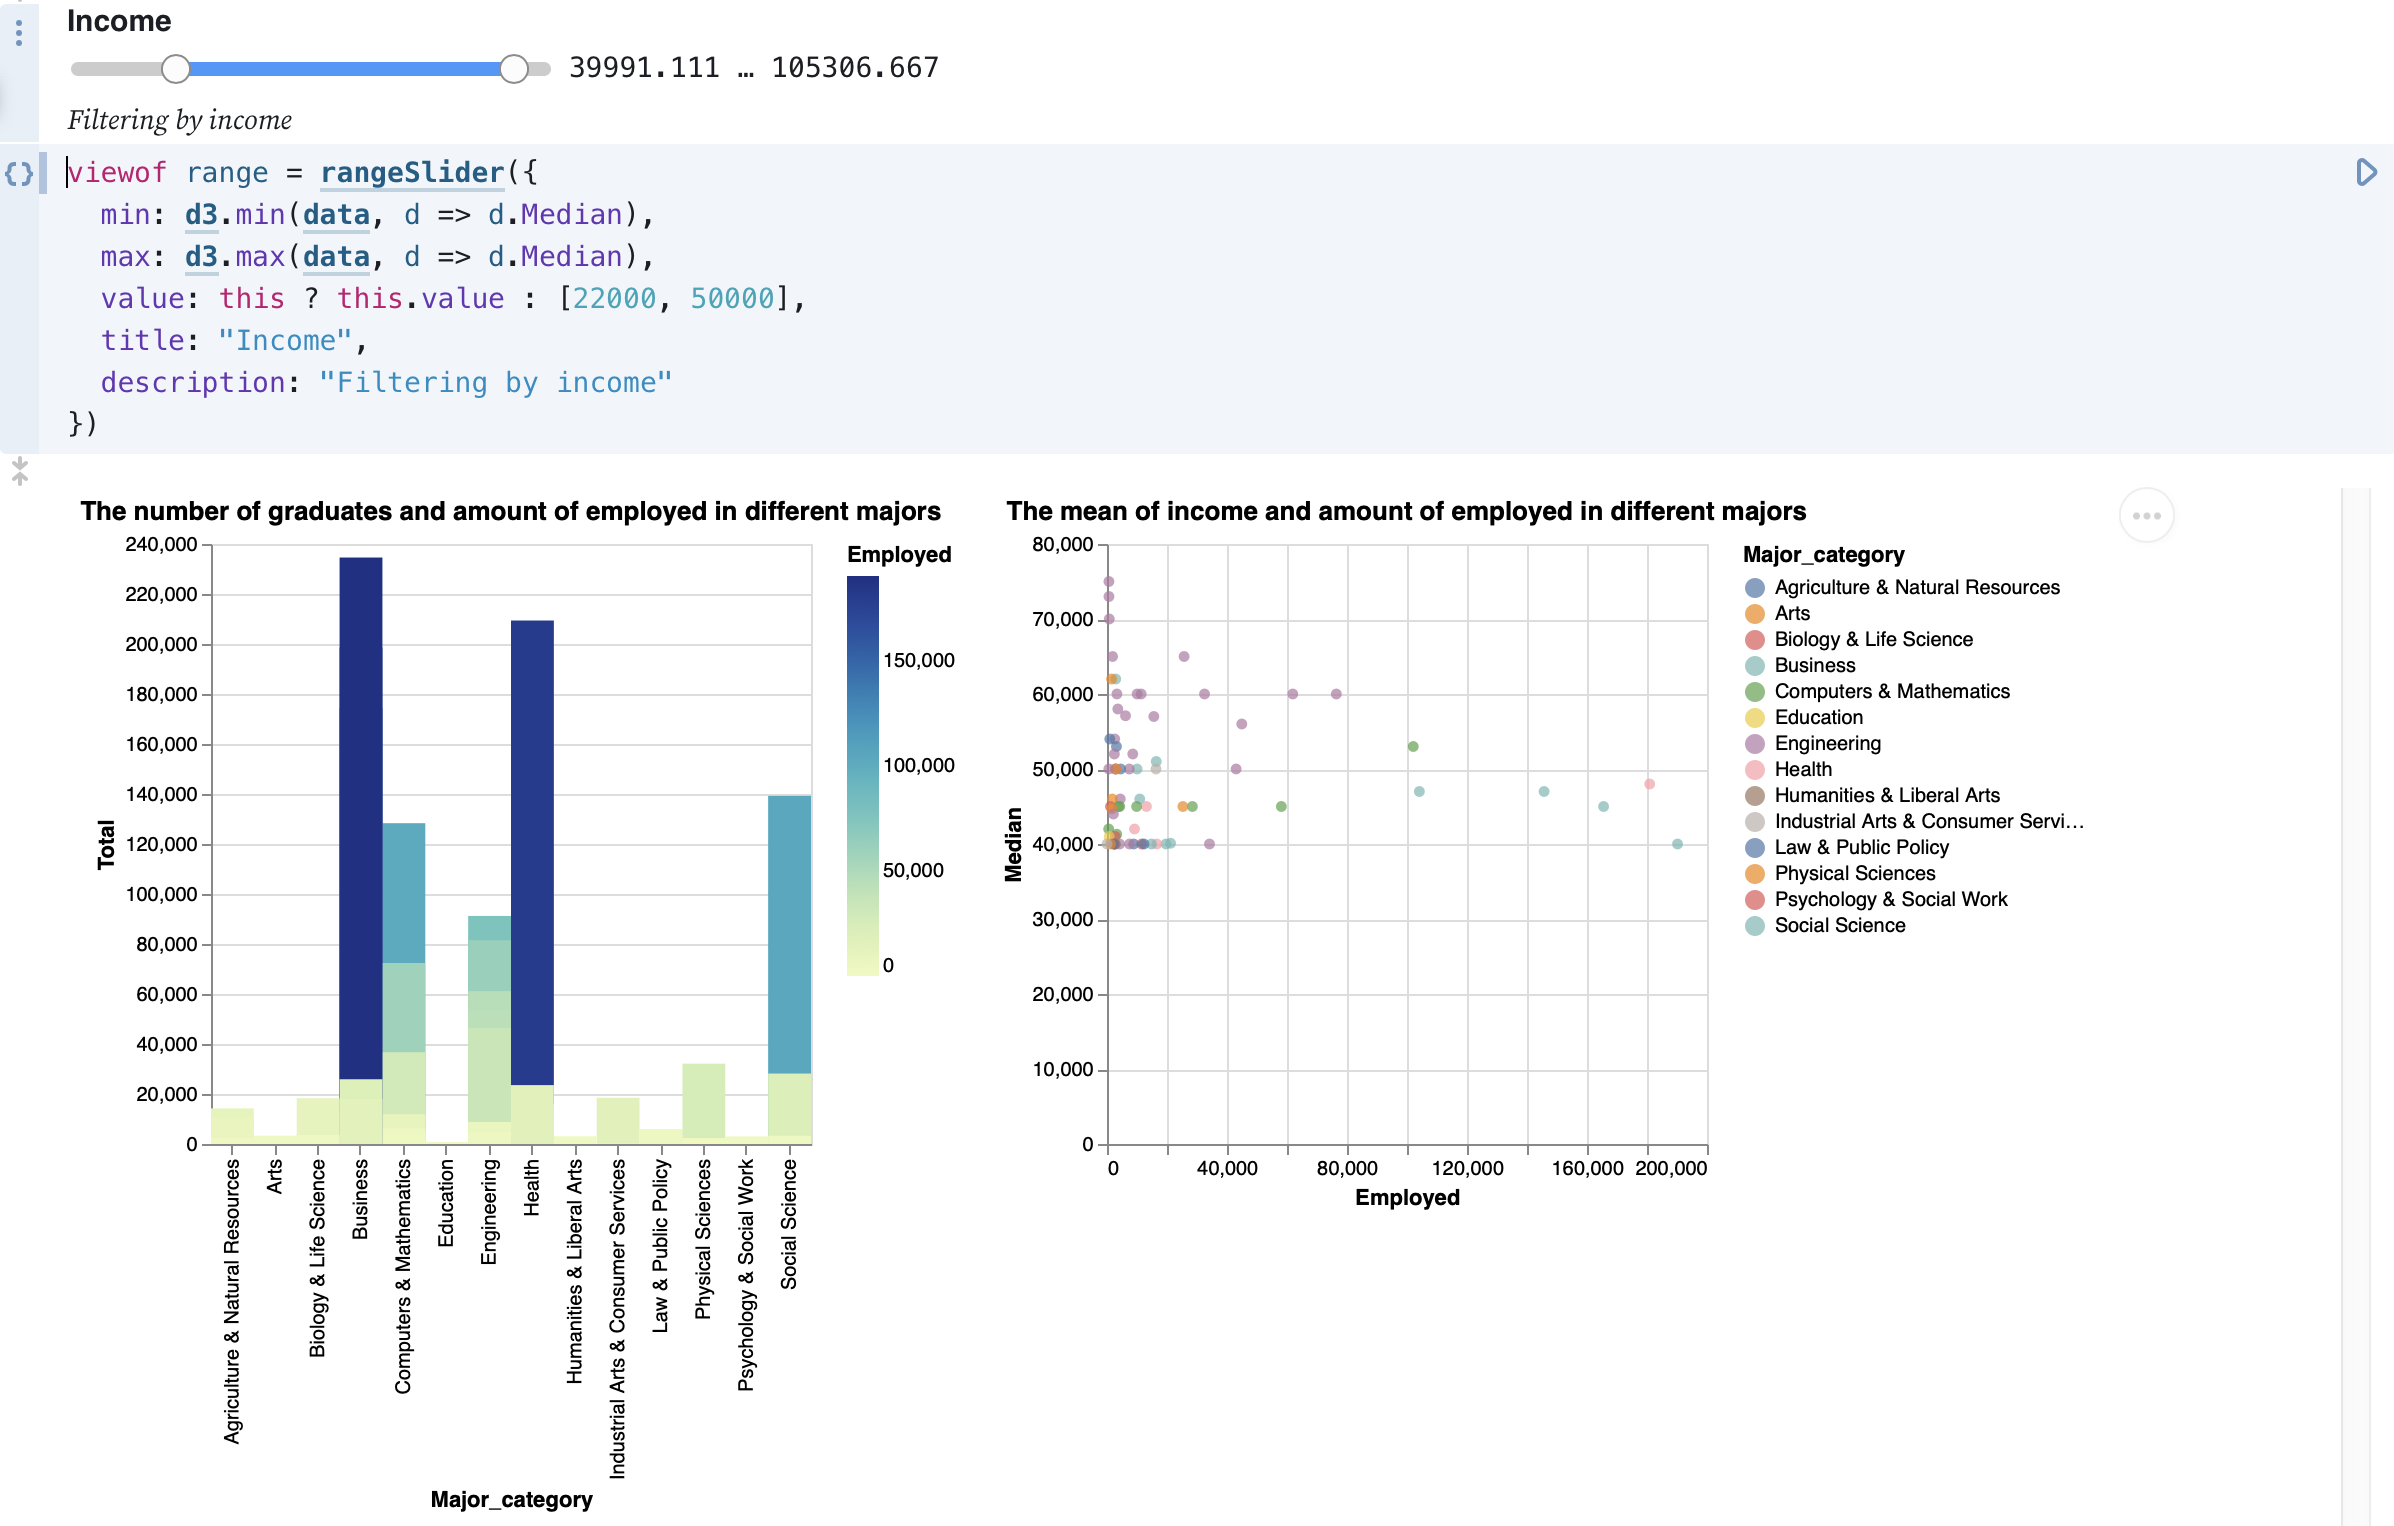 Income
39991.111 … 105306.667
Filtering by income
viewof range = rangeSlider({
min: d3.min(data, d => d.Median),
max: d3.max(data, d => d.Median),
value: this ? this.value : [22000, 50000],
title: "Income",
description: "Filtering by income"
})
The number of graduates and amount of employed in different majors
240,000
220,000
200,000
180,000
160,000
140,000
120,000
100,000
80,000
60,000
40,000
20,000
0
Total
Agriculture & Natural Resources
Arts
Biology & Life Science
Business
Computers & Mathematics
Education
Engineering
Health
Humanities & Liberal Arts
Industrial Arts & Consumer Services
Law & Public Policy
Physical Sciences
Psychology & Social Work
Social Science
Major_category
Employed
150,000
100,000
50,000
0
The mean of income and amount of employed in different majors
80,000
70,000
60,000
50,000
40,000
30,000
20,000
10,000
0
Median
0 40,000 80,000 120,000 160,000 200,000
Employed
Major_category
Agriculture & Natural Resources
Arts
Biology & Life Science
Business
Computers & Mathematics
Education
Engineering
Health
Humanities & Liberal Arts
Industrial Arts & Consumer Servi…
Law & Public Policy
Physical Sciences
Psychology & Social Work
Social Science